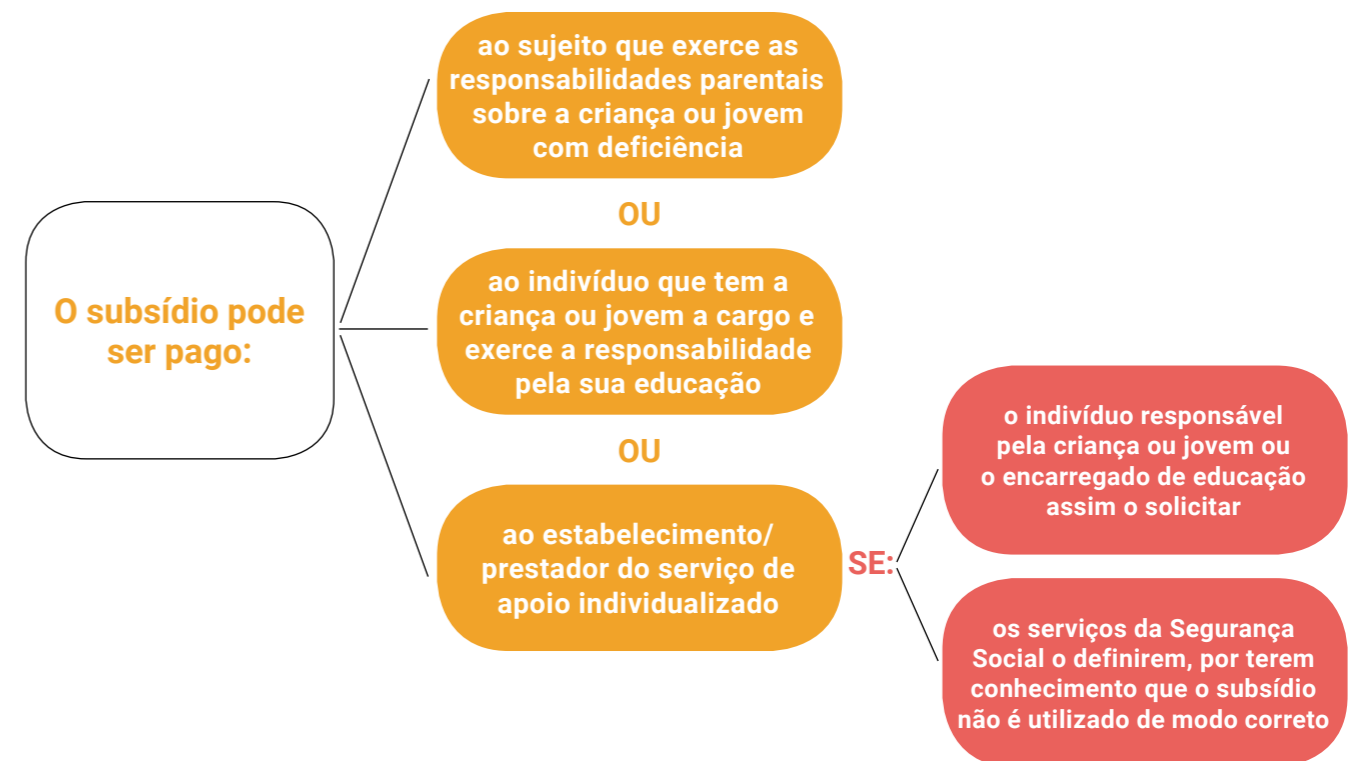 O subsídio pode
ser pago:
ao sujeito que exerce as
responsabilidades parentais
sobre a criança ou jovem
com deficiência
OU
ao indivíduo que tem a
criança ou jovem a cargo e
exerce a responsabilidade
pela sua educação
OU
ao estabelecimento/
prestador do serviço de
apoio individualizado
SE:
o indivíduo responsável
pela criança ou jovem ou
o encarregado de educação
assim o solicitar
os serviços da Segurança
Social o definirem, por terem
conhecimento que o subsídio
não é utilizado de modo correto